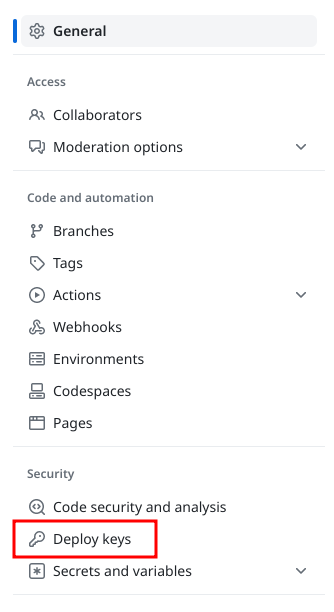 General
Access
Collaborators
Moderation options
Code and automation
Branches
Tags
Actions
Webhooks
Environments
Codespaces
Pages
Security
Code security and analysis
Deploy keys
Secrets and variables